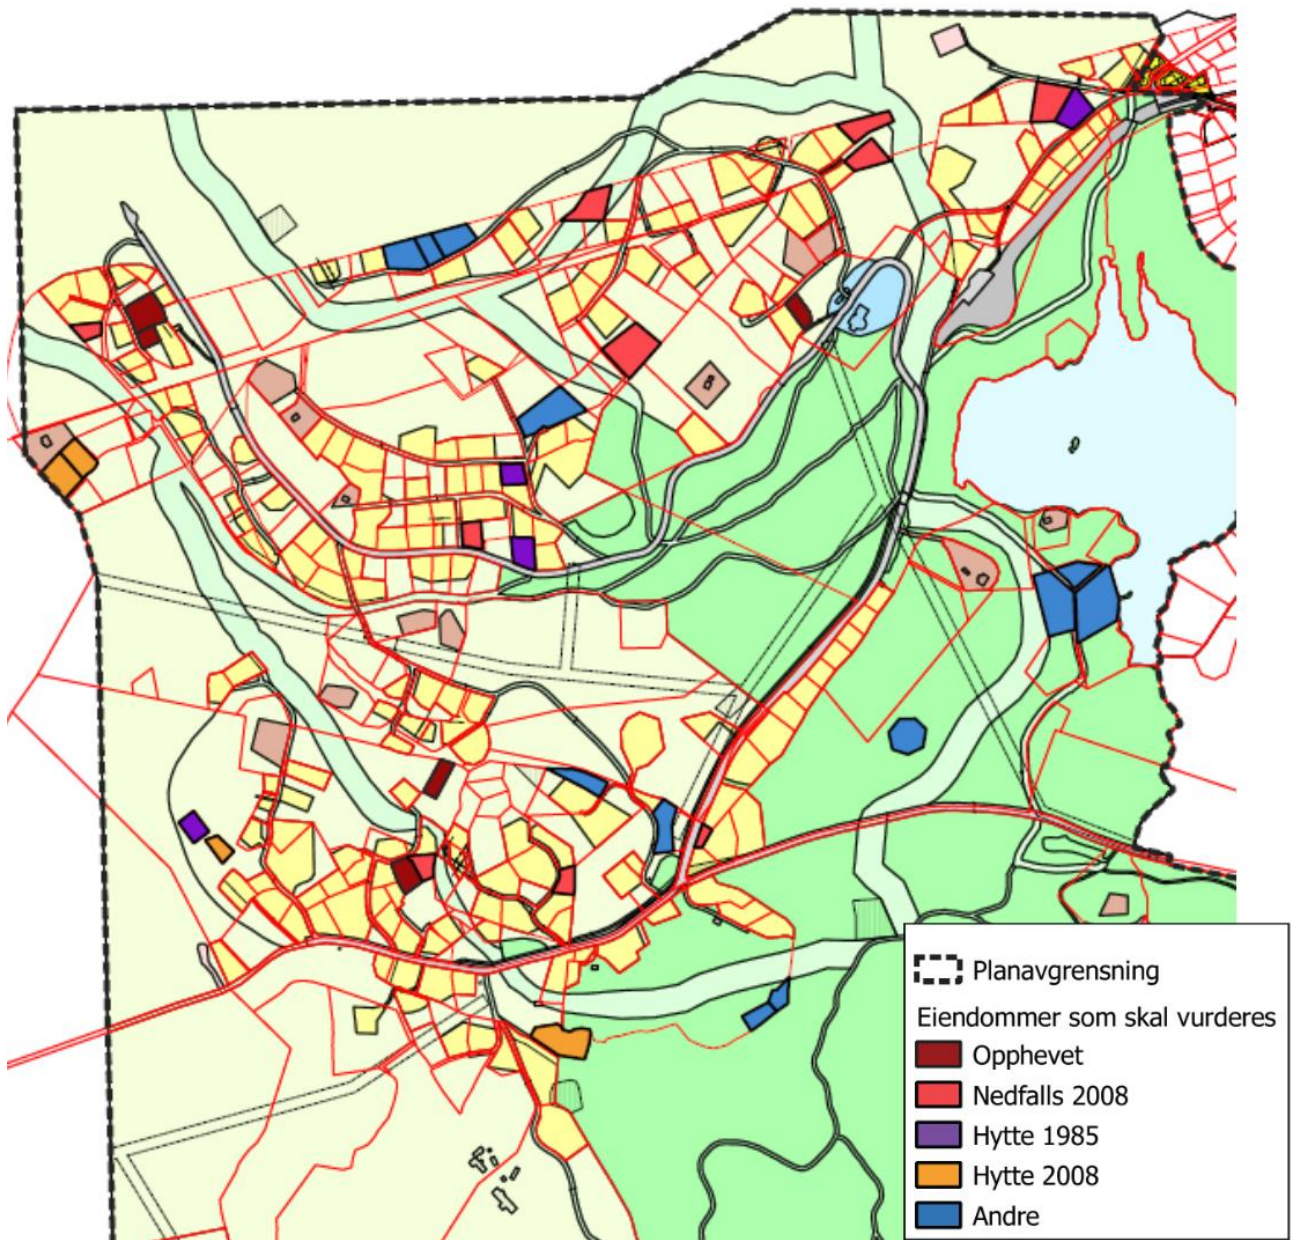 Planavgrensning
Eiendommer som skal vurderes
Opphevet
Nedfalls 2008
Hytte 1985
Hytte 2008
Andre